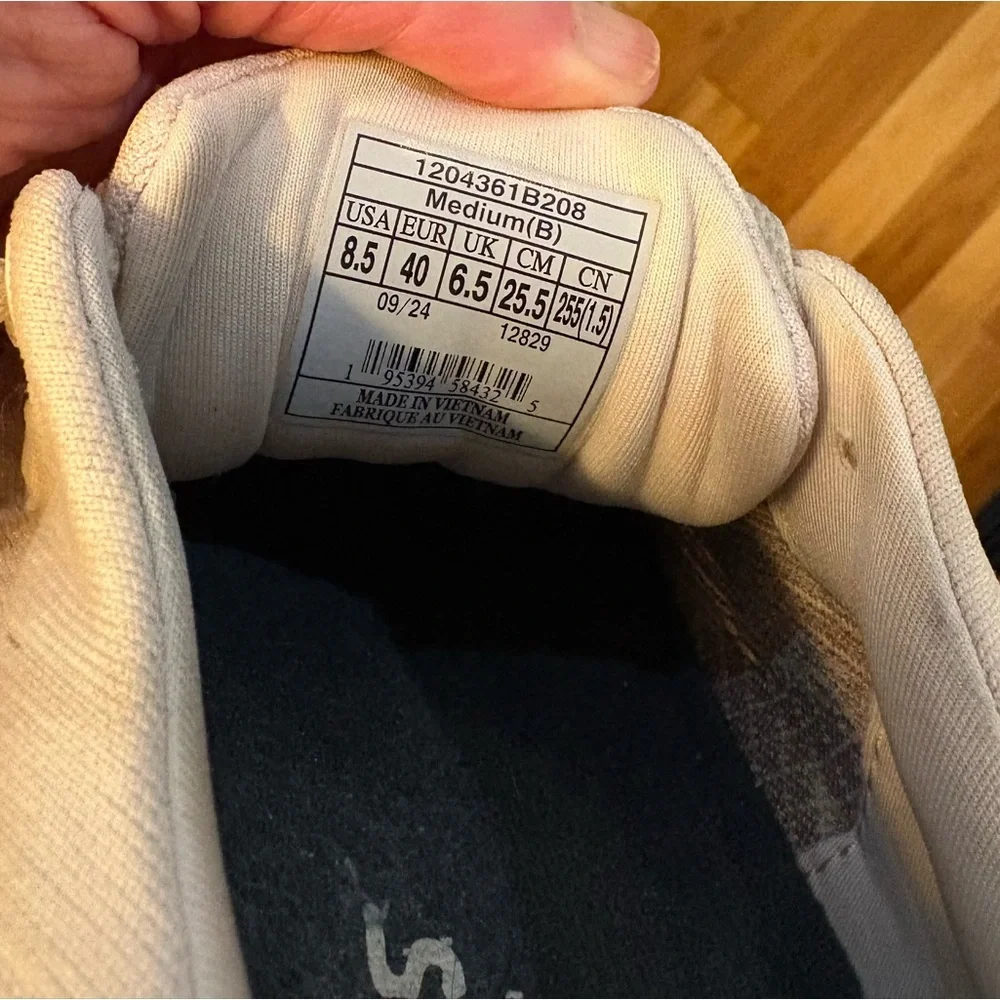 1204361B208
Medium(B)
USA EUR UK CM CN
8.5 40 6.5 25.5 255(1.5)
09/24 12829
1 95394 58432 5
MADE IN VIETNAM
FABRIQUE AU VIETNAM